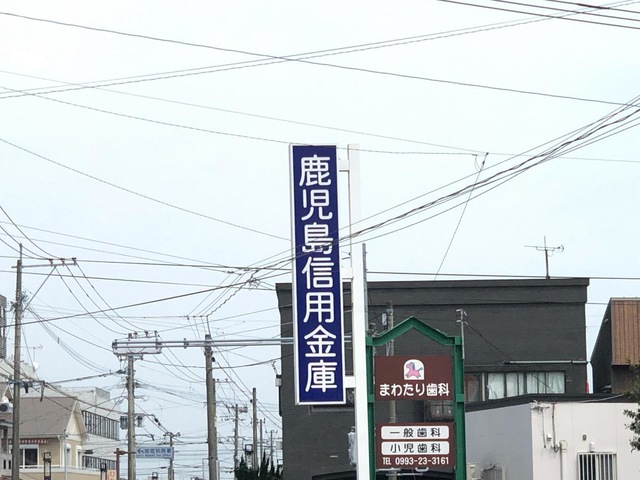 鹿児島信用金庫
まわたり歯科
一般歯科
小児歯科
TEL 0993-23-3161